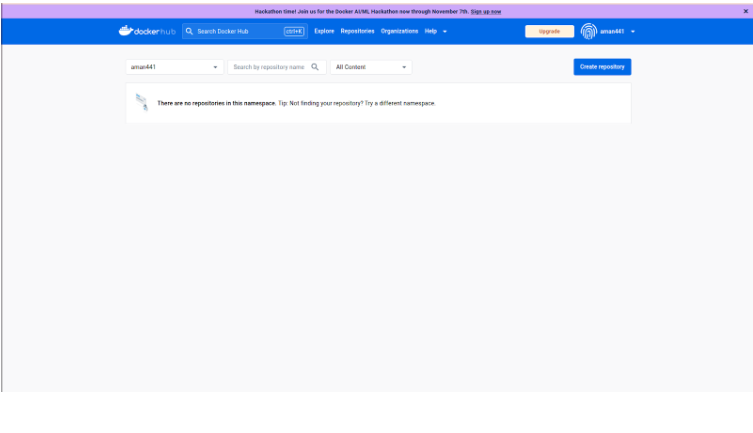 Hackathon time! Join us for the Docker AI/ML Hackathon now through November 7th. Sign up now
dockerhub Search Docker Hub ctrl+K Explore Repositories Organizations Help Upgrade aman441
aman441 Search by repository name All Content Create repository
There are no repositories in this namespace. Tip: Not finding your repository? Try a different namespace.